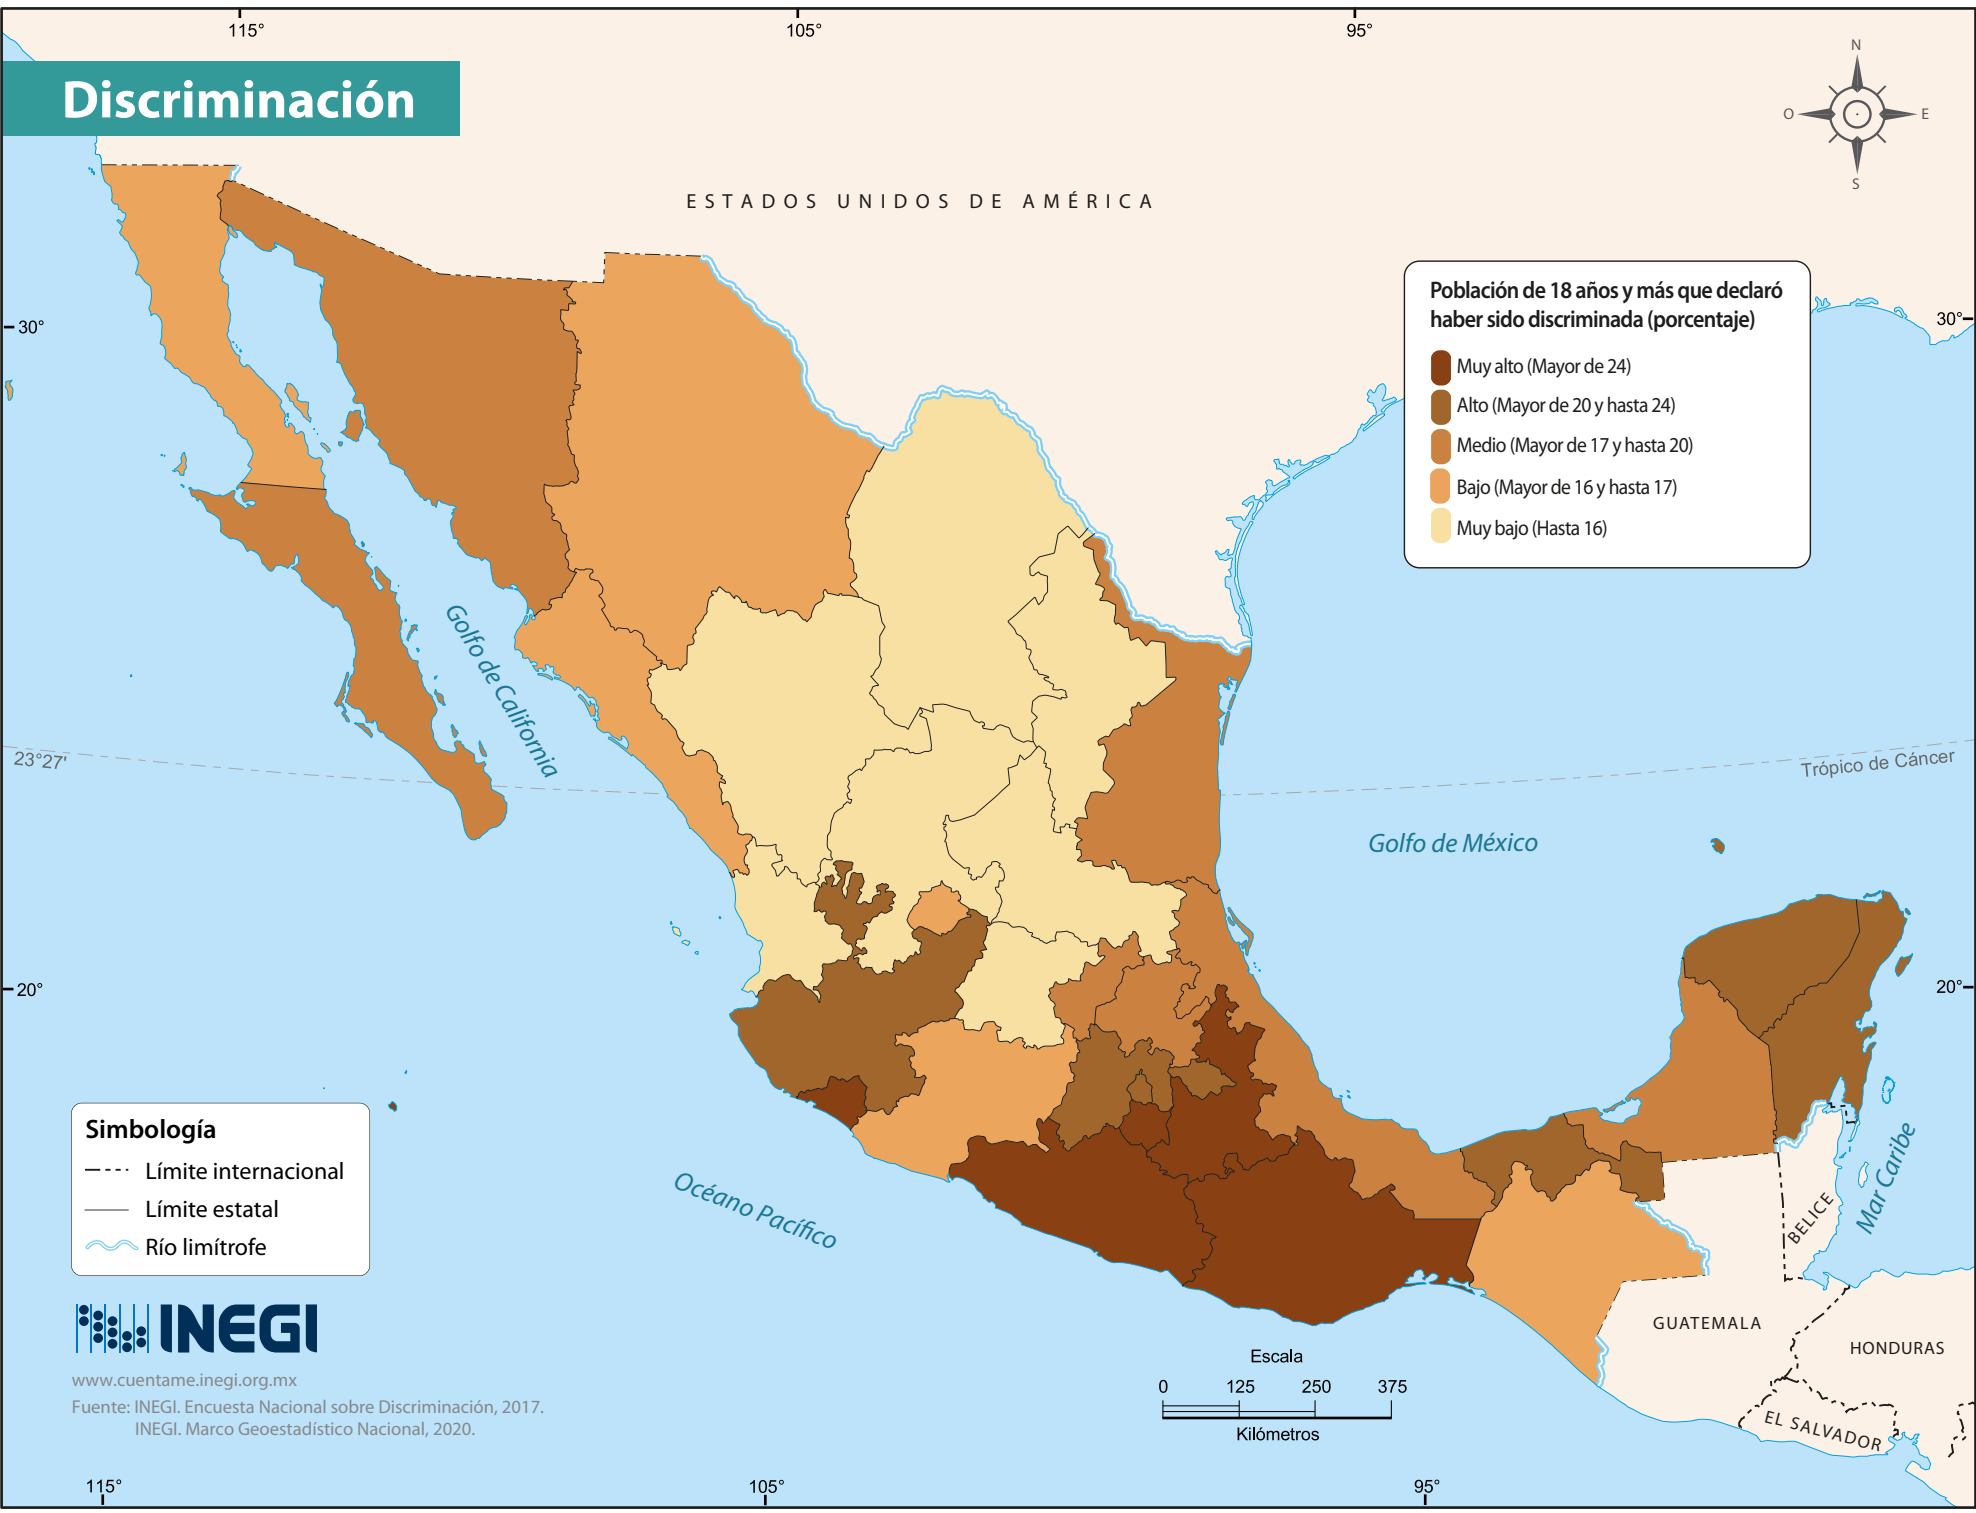 115°
105°
95°
Discriminación
N
O
E
S
ESTADOS UNIDOS DE AMÉRICA
Población de 18 años y más que declaró
haber sido discriminada (porcentaje)
Muy alto (Mayor de 24)
Alto (Mayor de 20 y hasta 24)
Medio (Mayor de 17 y hasta 20)
Bajo (Mayor de 16 y hasta 17)
Muy bajo (Hasta 16)
30°
30°
Golfo de California
23°27'
Trópico de Cáncer
Golfo de México
20°
20°
Simbología
Límite internacional
Límite estatal
Río limítrofe
Océano Pacífico
Mar Caribe
BELICE
GUATEMALA
HONDURAS
EL SALVADOR
INEGI
www.cuentame.inegi.org.mx
Fuente: INEGI. Encuesta Nacional sobre Discriminación, 2017.
INEGI. Marco Geoestadístico Nacional, 2020.
Escala
0 125 250 375
Kilómetros
115°
105°
95°